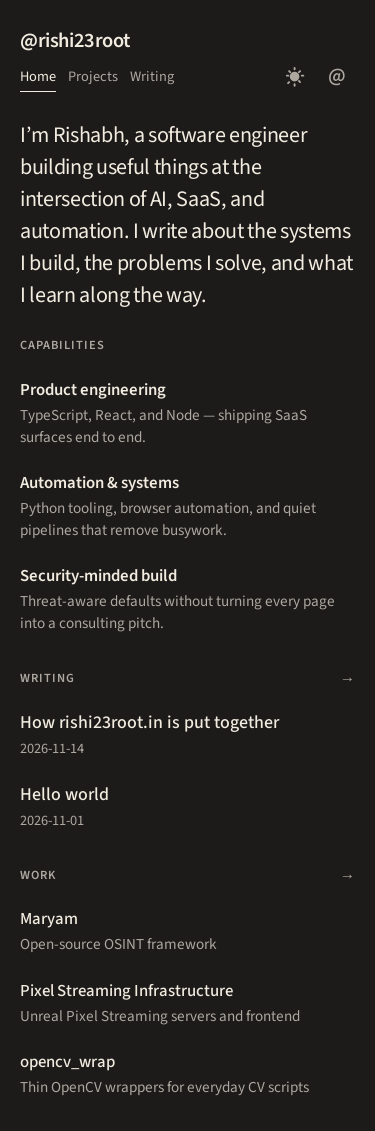 @rishi23root
Home Projects Writing @
I’m Rishabh, a software engineer
building useful things at the
intersection of AI, SaaS, and
automation. I write about the systems
I build, the problems I solve, and what
I learn along the way.
CAPABILITIES
Product engineering
TypeScript, React, and Node — shipping SaaS
surfaces end to end.
Automation & systems
Python tooling, browser automation, and quiet
pipelines that remove busywork.
Security-minded build
Threat-aware defaults without turning every page
into a consulting pitch.
WRITING →
How rishi23root.in is put together
2026-11-14
Hello world
2026-11-01
WORK →
Maryam
Open-source OSINT framework
Pixel Streaming Infrastructure
Unreal Pixel Streaming servers and frontend
opencv_wrap
Thin OpenCV wrappers for everyday CV scripts